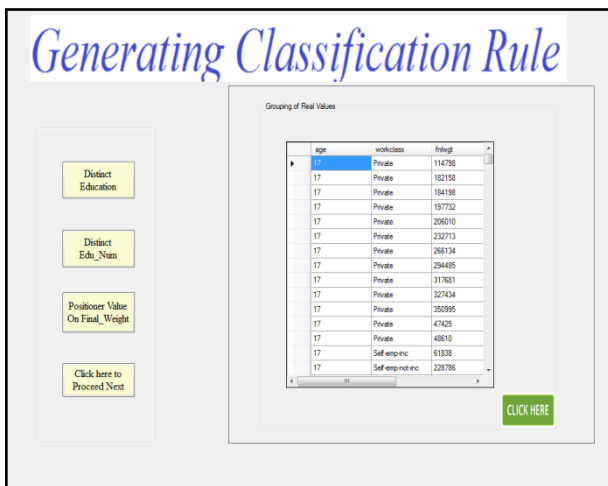 Generating Classification Rule
Distinct
Education
Distinct
Edu_Num
Positioner Value
On Final_Weight
Click here to
Proceed Next
Grouping of Real Values
age workclass fnlwgt
17 Private 114798
17 Private 182158
17 Private 184198
17 Private 197732
17 Private 206010
17 Private 232713
17 Private 266134
17 Private 294485
17 Private 317681
17 Private 327434
17 Private 350995
17 Private 47425
17 Private 48610
17 Self-emp-inc 61838
17 Self-emp-not-inc 228786
CLICK HERE